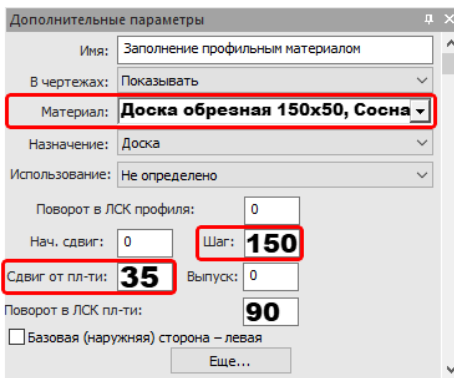 Дополнительные параметры
Имя: Заполнение профильным материалом
В чертежах: Показывать
Материал: Доска обрезная 150х50, Сосна
Назначение: Доска
Использование: Не определено
Поворот в ЛСК профиля: 0
Нач. сдвиг: 0 Шаг: 150
Сдвиг от пл-ти: 35 Выпуск: 0
Поворот в ЛСК пл-ти: 90
Базовая (наружняя) сторона – левая
Еще...